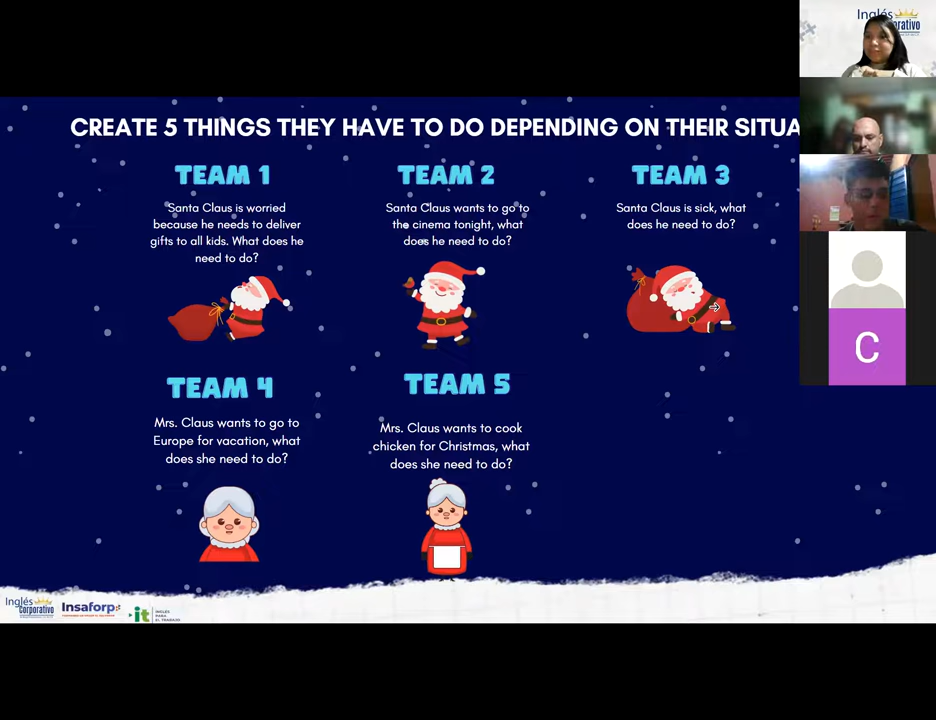 CREATE 5 THINGS THEY HAVE TO DO DEPENDING ON THEIR SITUA
TEAM 1
Santa Claus is worried
because he needs to deliver
gifts to all kids. What does he
need to do?
TEAM 2
Santa Claus wants to go to
the cinema tonight, what
does he need to do?
TEAM 3
Santa Claus is sick, what
does he need to do?
TEAM 4
Mrs. Claus wants to go to
Europe for vacation, what
does she need to do?
TEAM 5
Mrs. Claus wants to cook
chicken for Christmas, what
does she need to do?
Inglés
Corporativo
Insaforp
it
INGLÉS
PARA
EL TRABAJO
Inglés
orativo
C